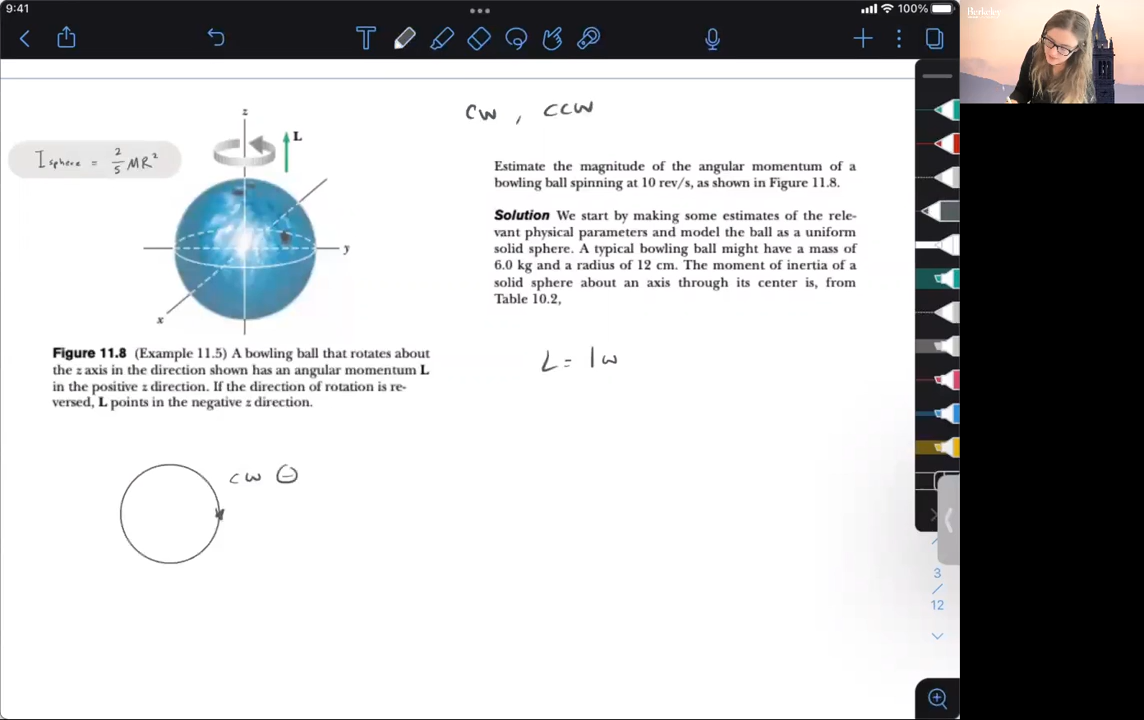 9:41
100%
Berkeley
z
L
I sphere = 2/5 MR²
y
x
Figure 11.8 (Example 11.5) A bowling ball that rotates about
the z axis in the direction shown has an angular momentum L
in the positive z direction. If the direction of rotation is re-
versed, L points in the negative z direction.
CW ⊖
CW , CCW
Estimate the magnitude of the angular momentum of a
bowling ball spinning at 10 rev/s, as shown in Figure 11.8.
Solution We start by making some estimates of the rele-
vant physical parameters and model the ball as a uniform
solid sphere. A typical bowling ball might have a mass of
6.0 kg and a radius of 12 cm. The moment of inertia of a
solid sphere about an axis through its center is, from
Table 10.2,
L = I ω
3
/
12